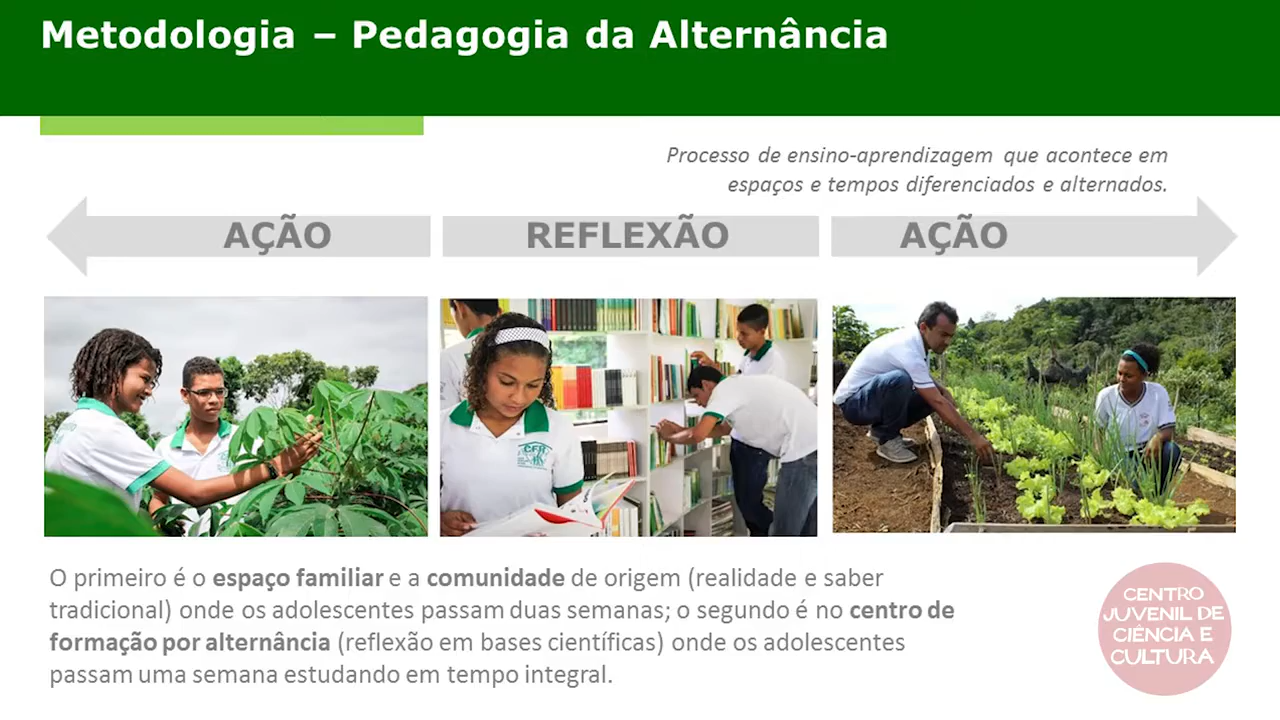 Metodologia – Pedagogia da Alternância
Processo de ensino-aprendizagem que acontece em
espaços e tempos diferenciados e alternados.
AÇÃO
REFLEXÃO
AÇÃO
CFR
O primeiro é o espaço familiar e a comunidade de origem (realidade e saber
tradicional) onde os adolescentes passam duas semanas; o segundo é no centro de
formação por alternância (reflexão em bases científicas) onde os adolescentes
passam uma semana estudando em tempo integral.
CENTRO
JUVENIL DE
CIÊNCIA E
CULTURA